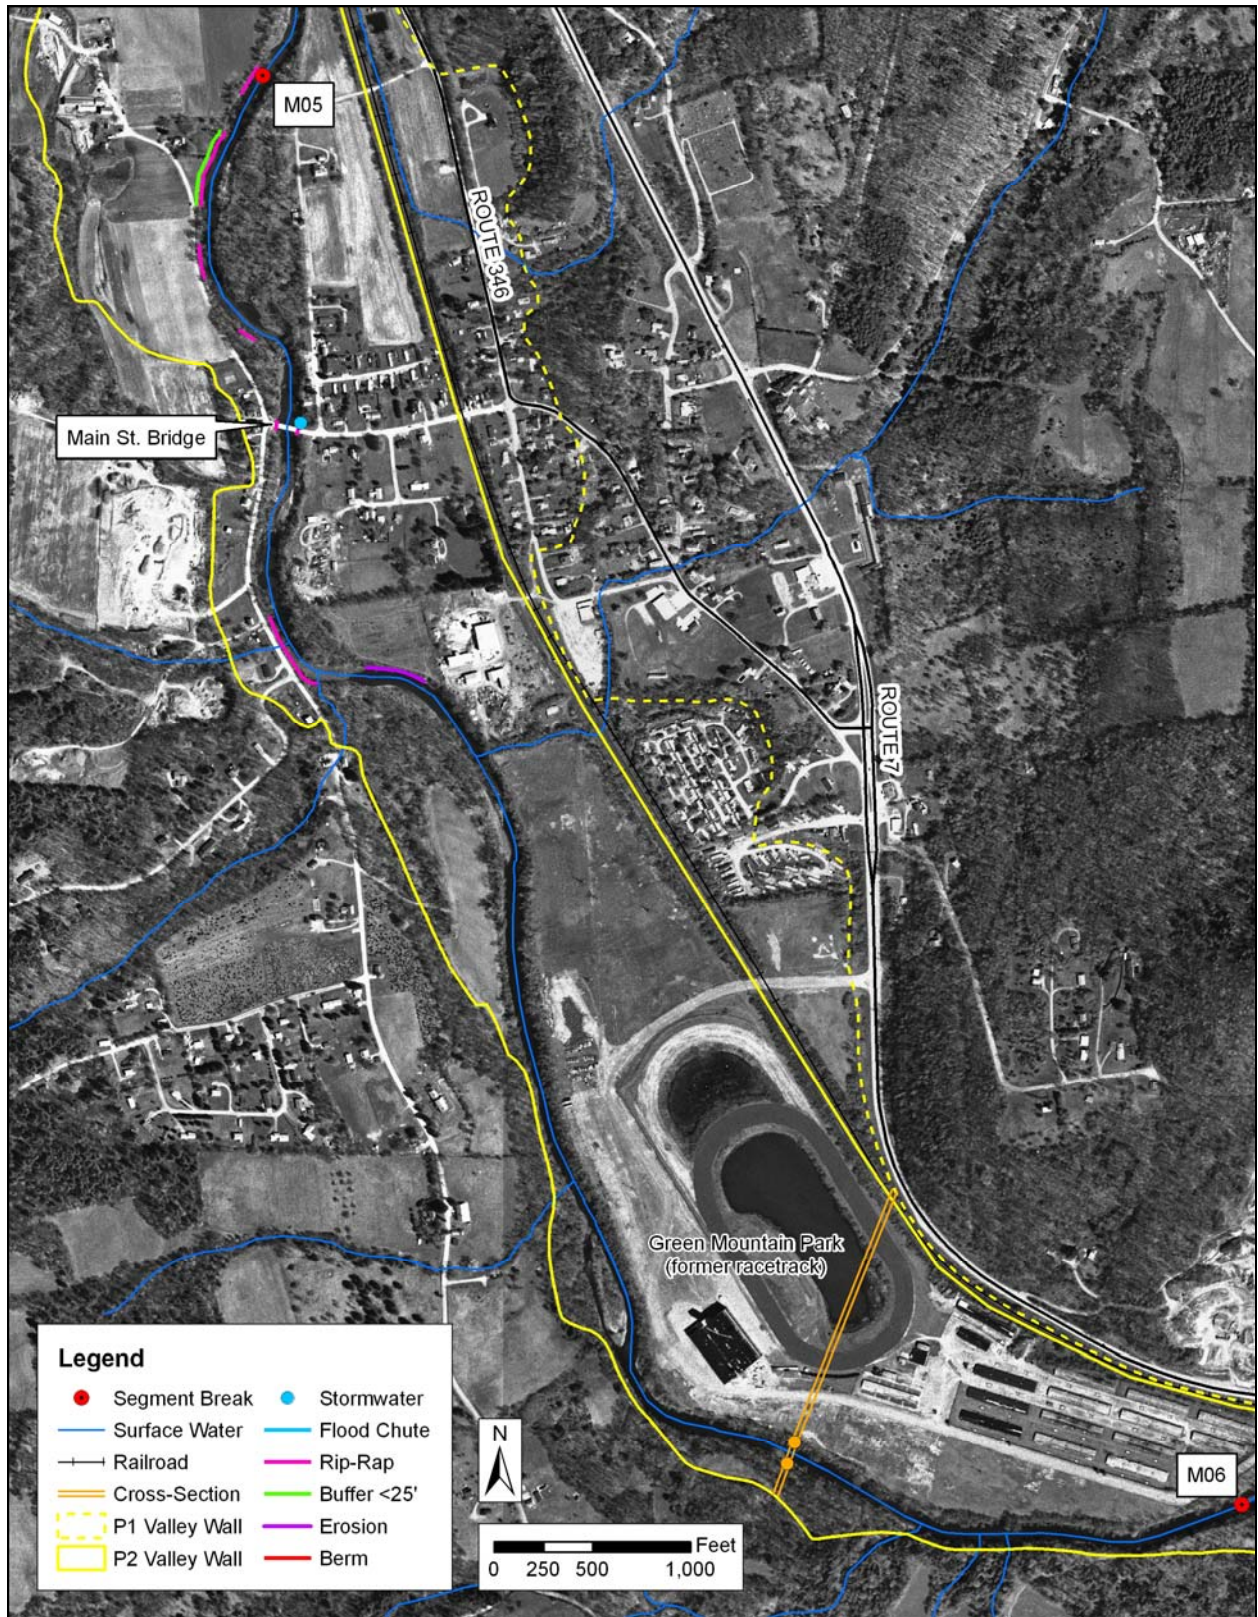 M05
ROUTE 346
Main St. Bridge
ROUTE 7
Green Mountain Park
(former racetrack)
M06
Legend
Segment Break
Stormwater
Surface Water
Flood Chute
Railroad
Rip-Rap
Cross-Section
Buffer <25'
P1 Valley Wall
Erosion
P2 Valley Wall
Berm
N
Feet
0 250 500 1,000